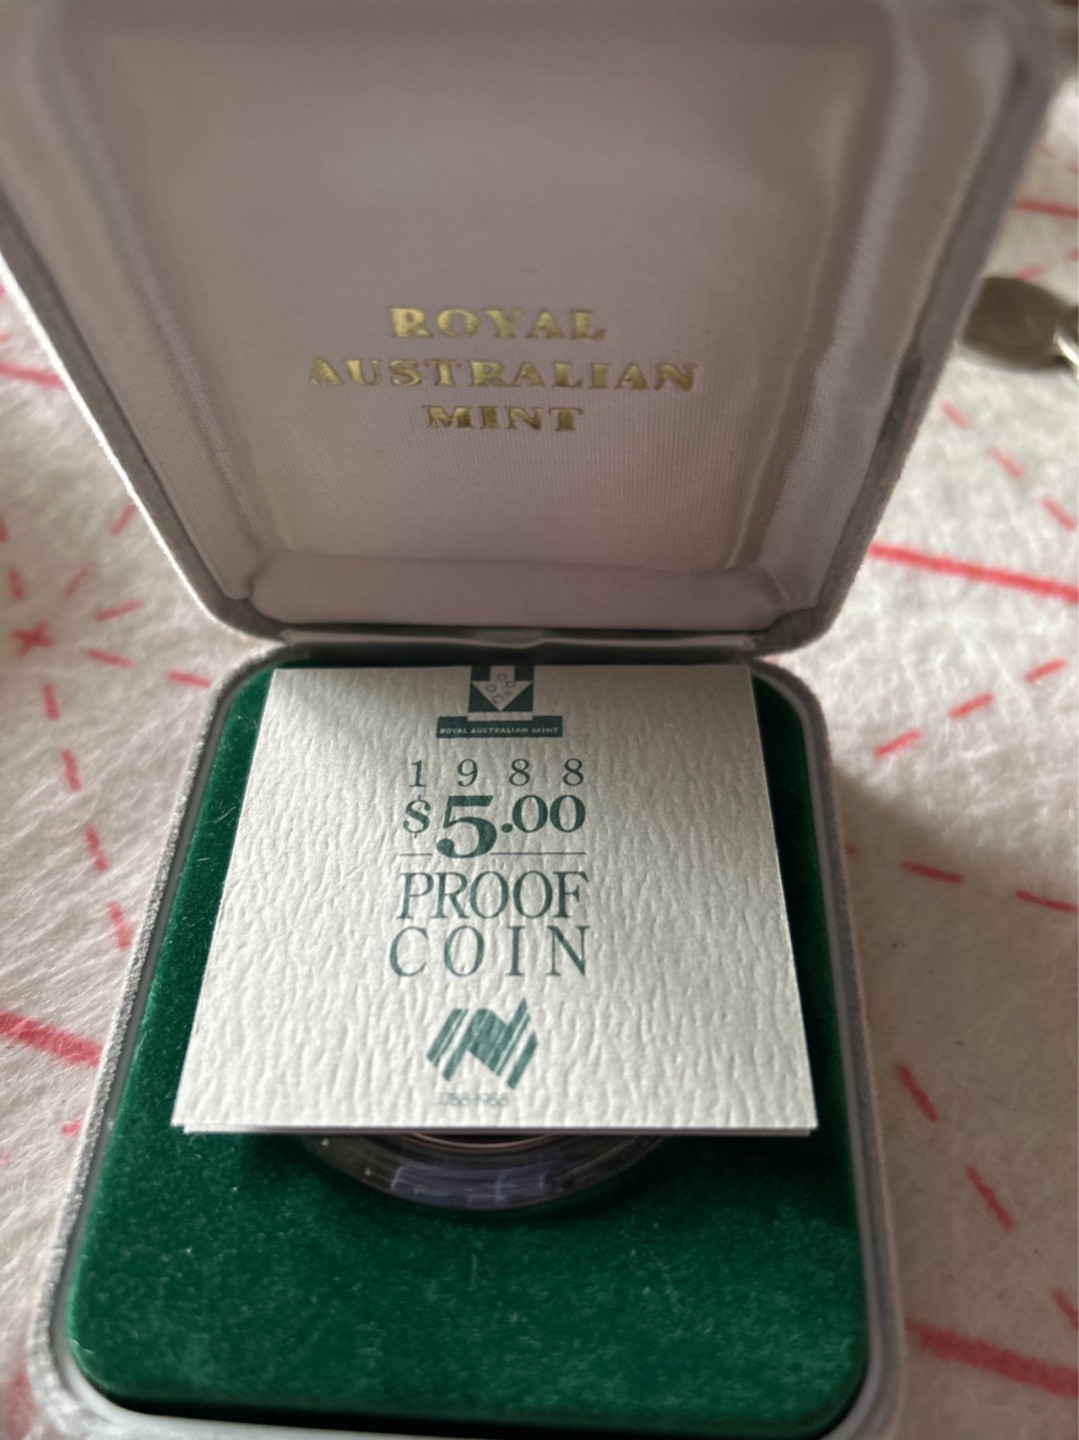 ROYAL
AUSTRALIAN
MINT
ROYAL AUSTRALIAN MINT
1988
$5.00
PROOF
COIN
1788-1988